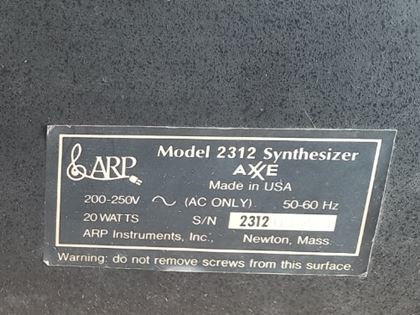 ARP Model 2312 Synthesizer
AXXE
Made in USA
200-250V ~ (AC ONLY) 50-60 Hz
20 WATTS S/N 2312
ARP Instruments, Inc., Newton, Mass.
Warning: do not remove screws from this surface.